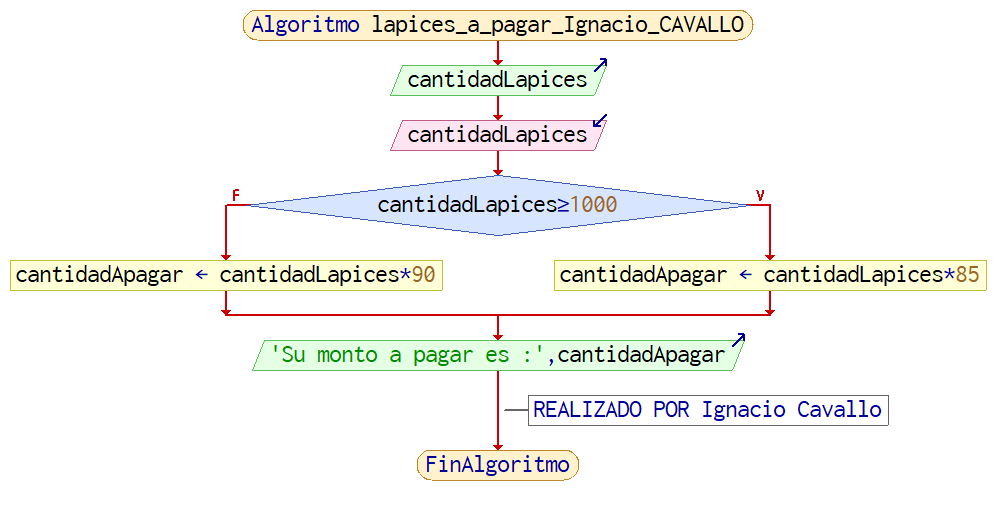 Algoritmo lapices_a_pagar_Ignacio_CAVALLO
cantidadLapices
cantidadLapices
cantidadLapices≥1000
F
V
cantidadApagar ← cantidadLapices*90
cantidadApagar ← cantidadLapices*85
'Su monto a pagar es :',cantidadApagar
REALIZADO POR Ignacio Cavallo
FinAlgoritmo